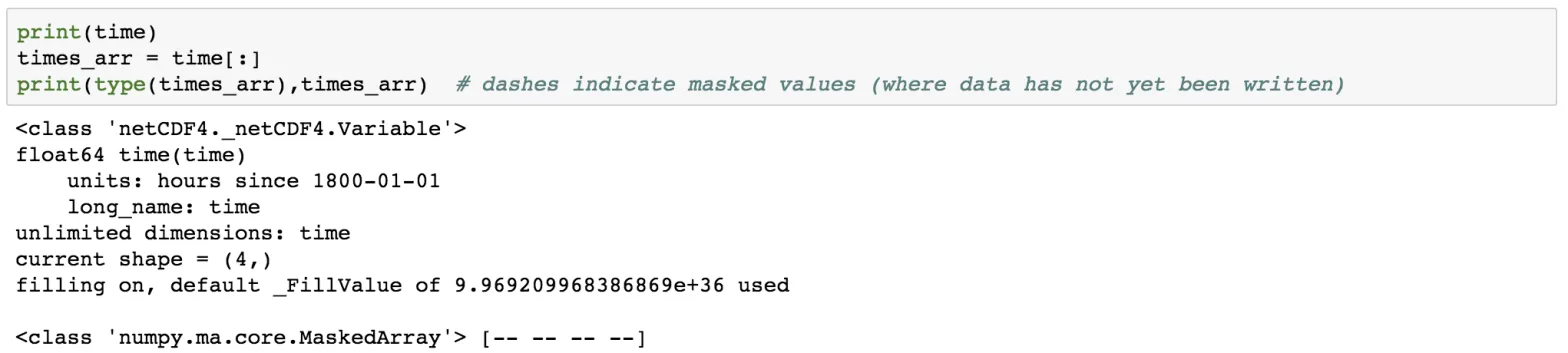 print(time)
times_arr = time[:]
print(type(times_arr),times_arr)  # dashes indicate masked values (where data has not yet been written)
<class 'netCDF4._netCDF4.Variable'>
float64 time(time)
    units: hours since 1800-01-01
    long_name: time
unlimited dimensions: time
current shape = (4,)
filling on, default _FillValue of 9.969209968386869e+36 used
<class 'numpy.ma.core.MaskedArray'> [-- -- -- --]